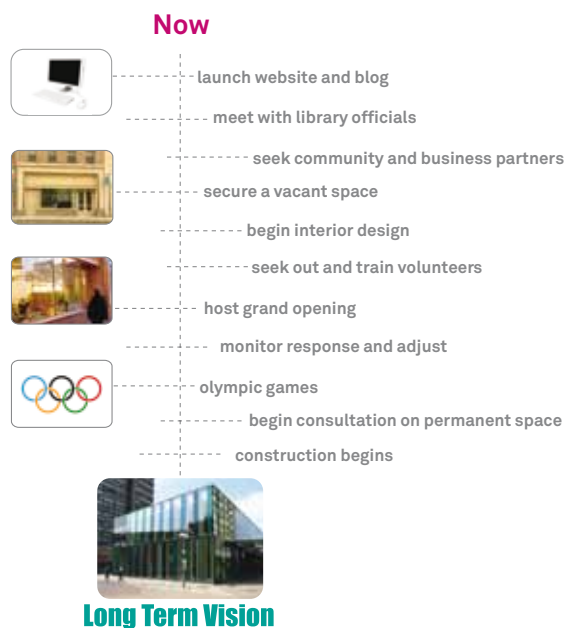 Now
launch website and blog
meet with library officials
seek community and business partners
secure a vacant space
begin interior design
seek out and train volunteers
host grand opening
monitor response and adjust
olympic games
begin consultation on permanent space
construction begins
Long Term Vision